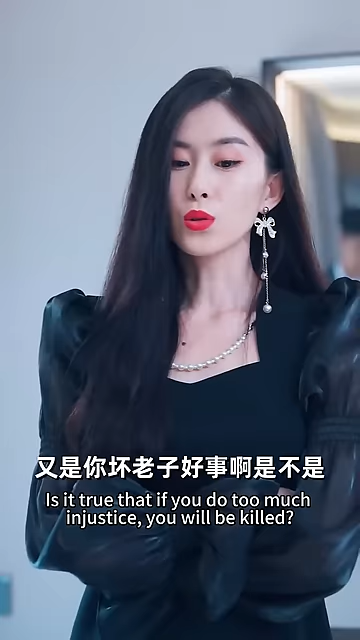 又是你坏老子好事啊是不是
Is it true that if you do too much
injustice, you will be killed?